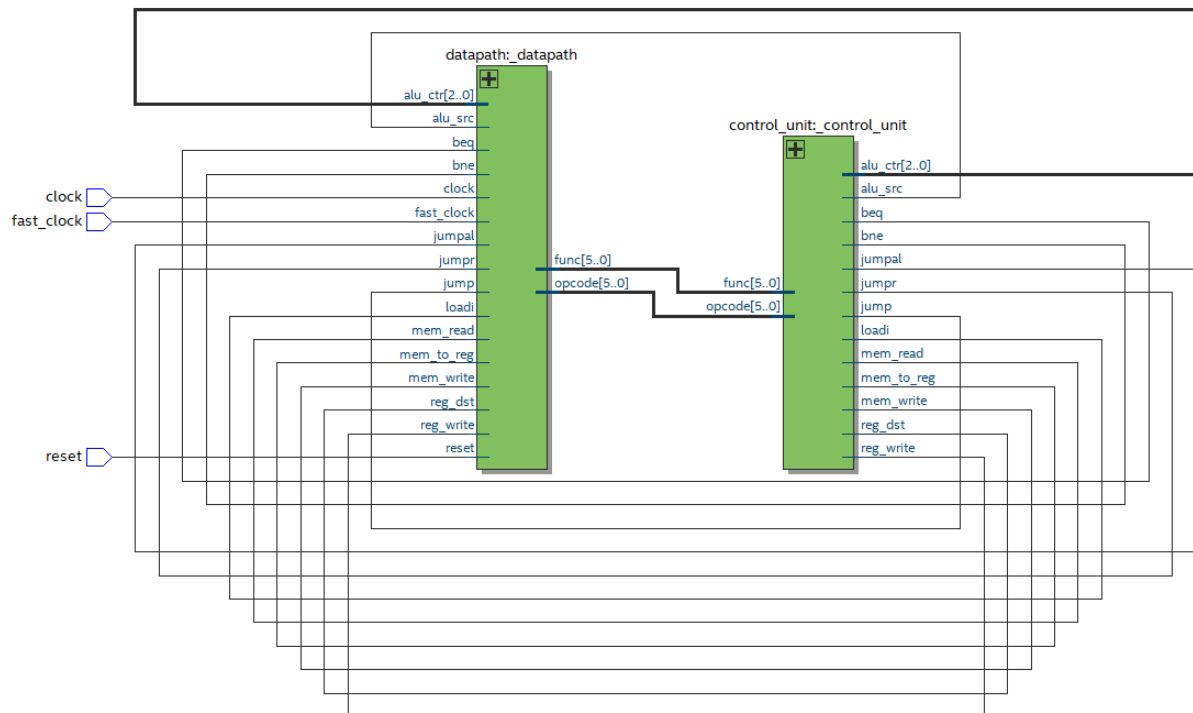 datapath:_datapath
alu_ctr[2..0]
alu_src
beq
bne
clock
fast_clock
jumpal
jumpr
jump
loadi
mem_read
mem_to_reg
mem_write
reg_dst
reg_write
reset
func[5..0]
opcode[5..0]
clock
fast_clock
reset
control_unit:_control_unit
func[5..0]
opcode[5..0]
alu_ctr[2..0]
alu_src
beq
bne
jumpal
jumpr
jump
loadi
mem_read
mem_to_reg
mem_write
reg_dst
reg_write